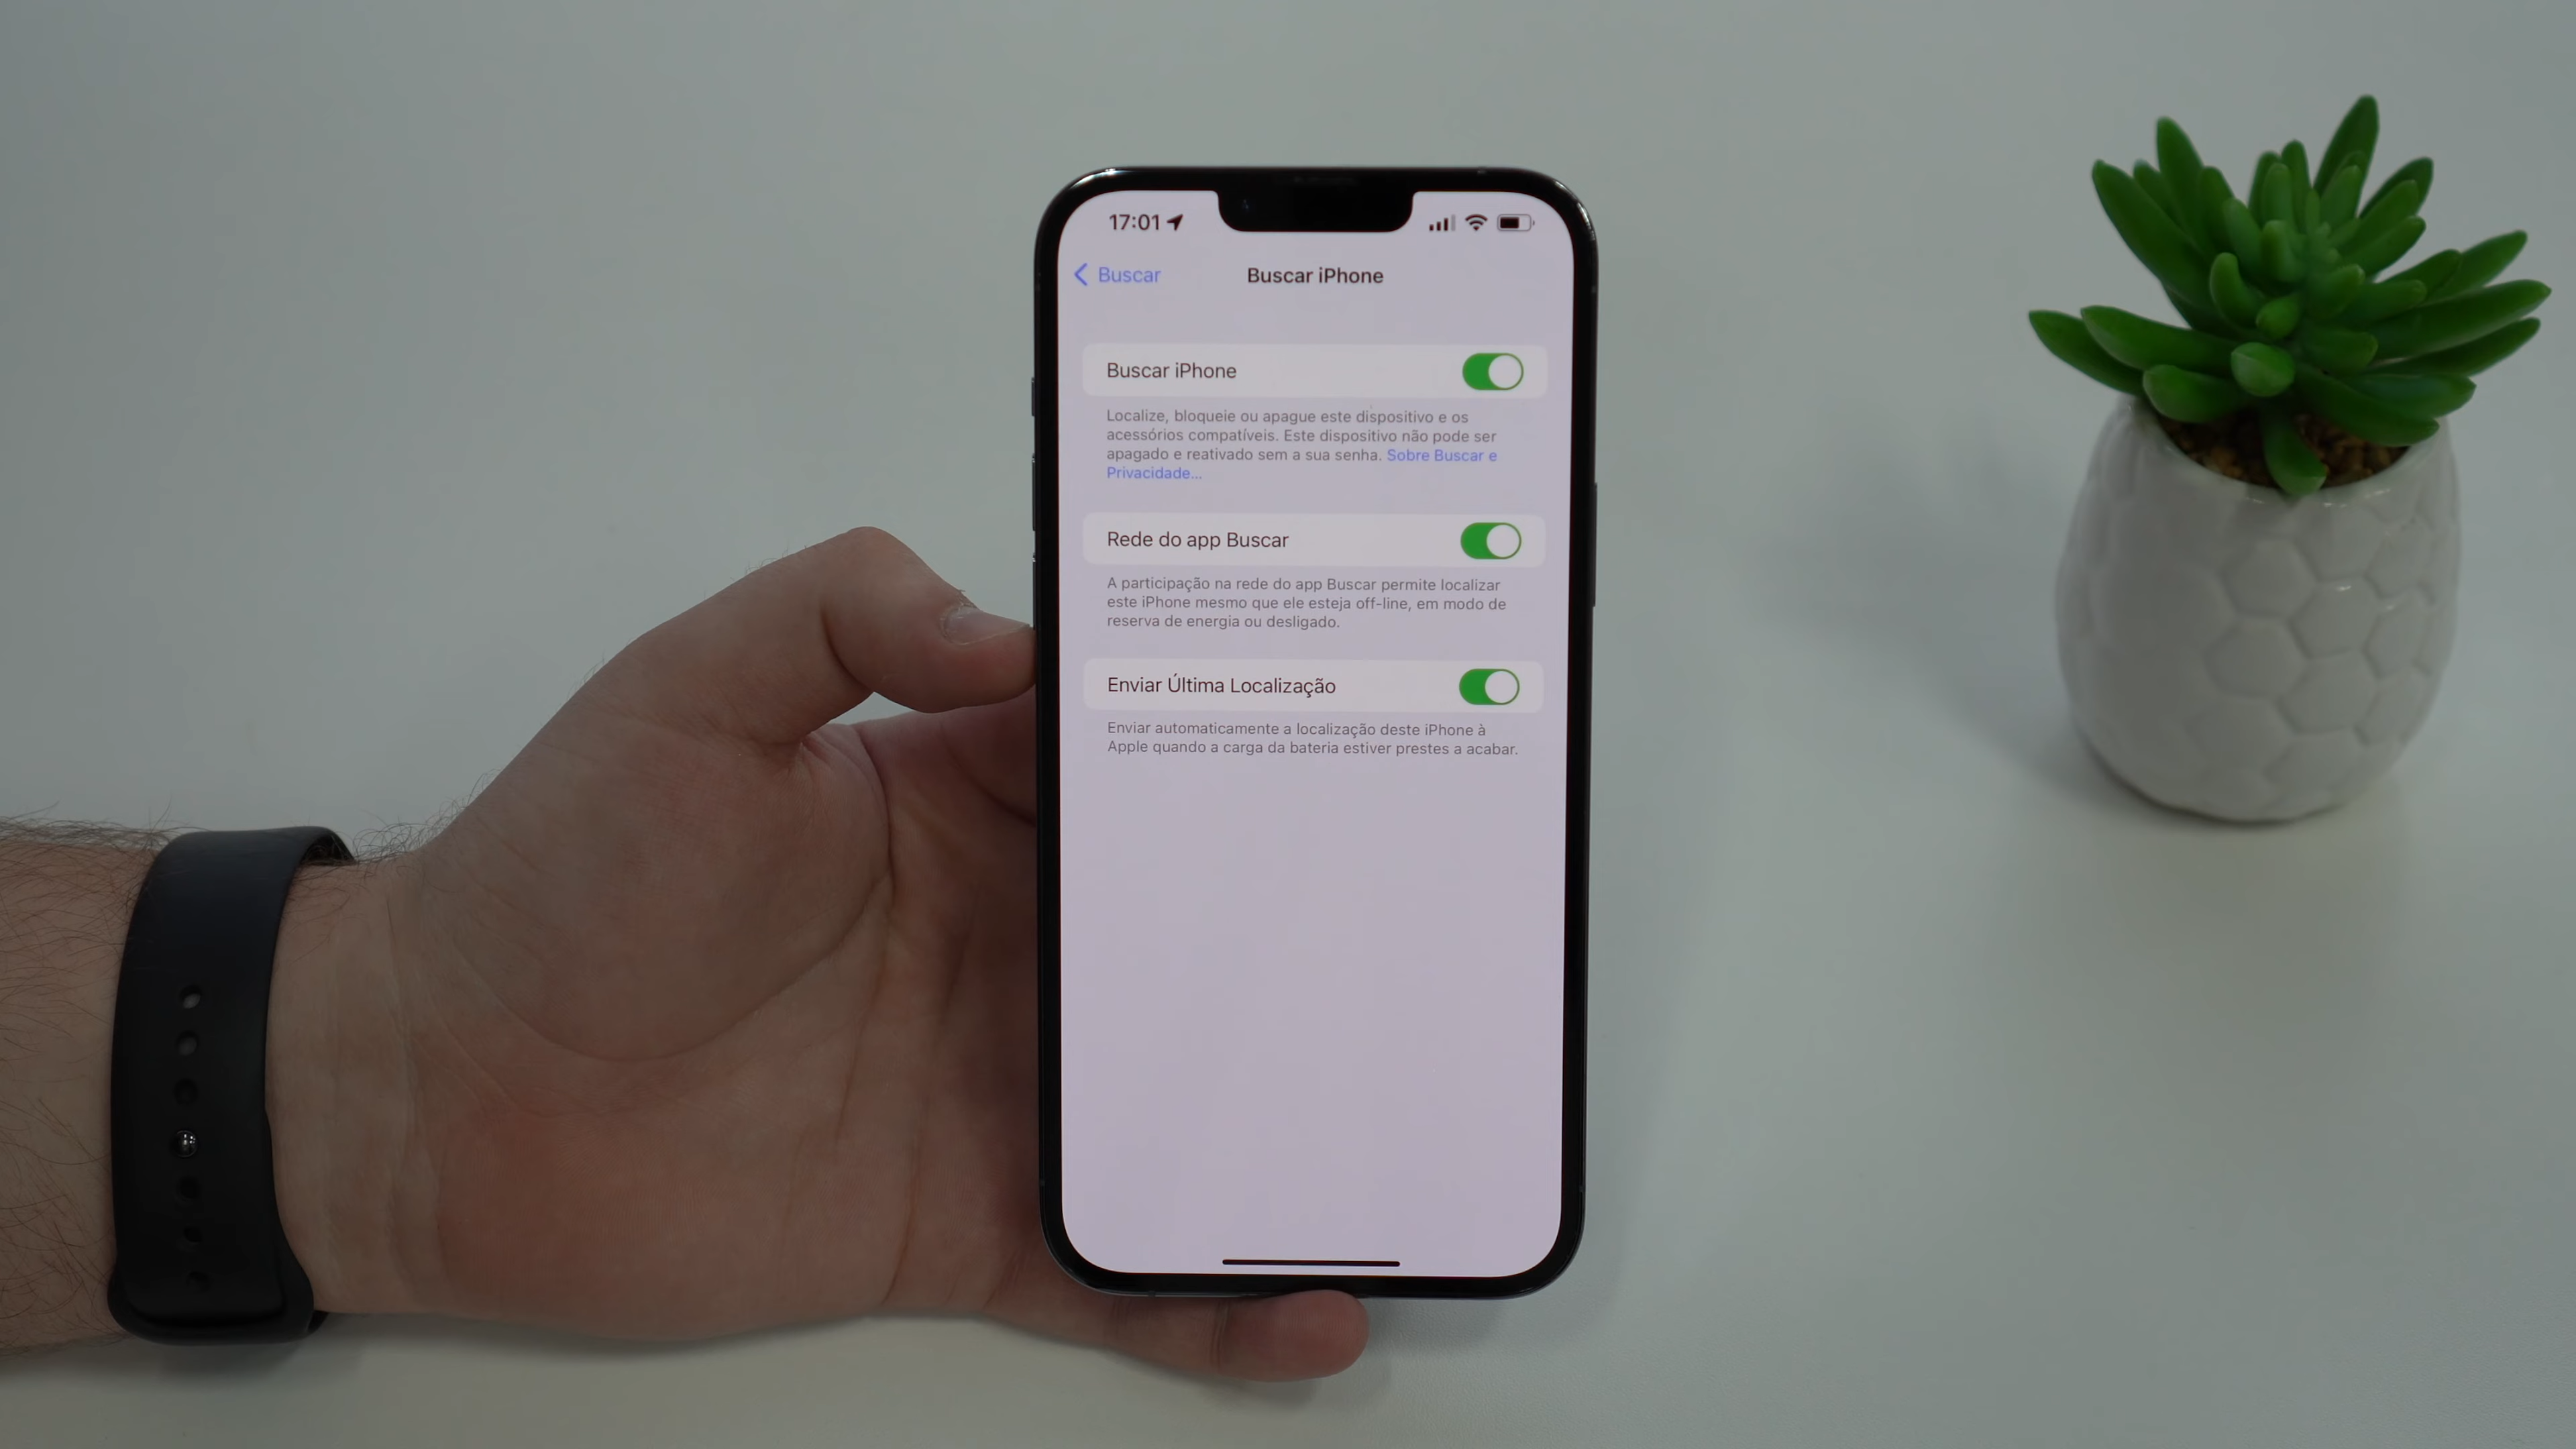 17:01
Buscar
Buscar iPhone
Buscar iPhone
Localize, bloqueie ou apague este dispositivo e os
acessórios compatíveis. Este dispositivo não pode ser
apagado e reativado sem a sua senha. Sobre Buscar e
Privacidade...
Rede do app Buscar
A participação na rede do app Buscar permite localizar
este iPhone mesmo que ele esteja off-line, em modo de
reserva de energia ou desligado.
Enviar Última Localização
Enviar automaticamente a localização deste iPhone à
Apple quando a carga da bateria estiver prestes a acabar.